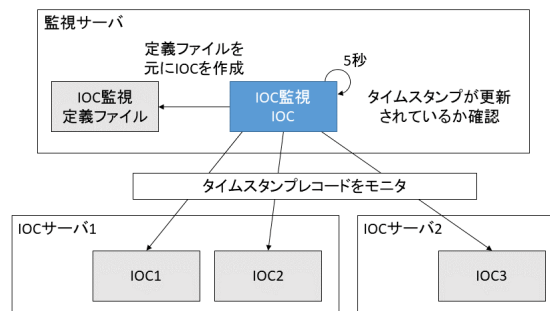 監視サーバ
定義ファイルを
元にIOCを作成
5秒
IOC監視
定義ファイル
IOC監視
IOC
タイムスタンプが更新
されているか確認
タイムスタンプレコードをモニタ
IOCサーバ1
IOCサーバ2
IOC1
IOC2
IOC3